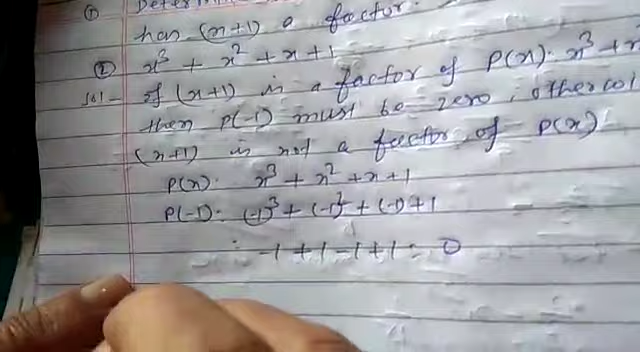 ① Determin
has (x+1) a factor.
② x³ + x² + x + 1
Sol- If (x+1) is a factor of P(x) = x³ +
then P(-1) must be zero, otherwi
(x+1) is not a factor of P(x)
P(x) = x³ + x² + x + 1
P(-1) = (-1)³ + (-1)² + (-1) + 1
= -1 + 1 - 1 + 1 = 0